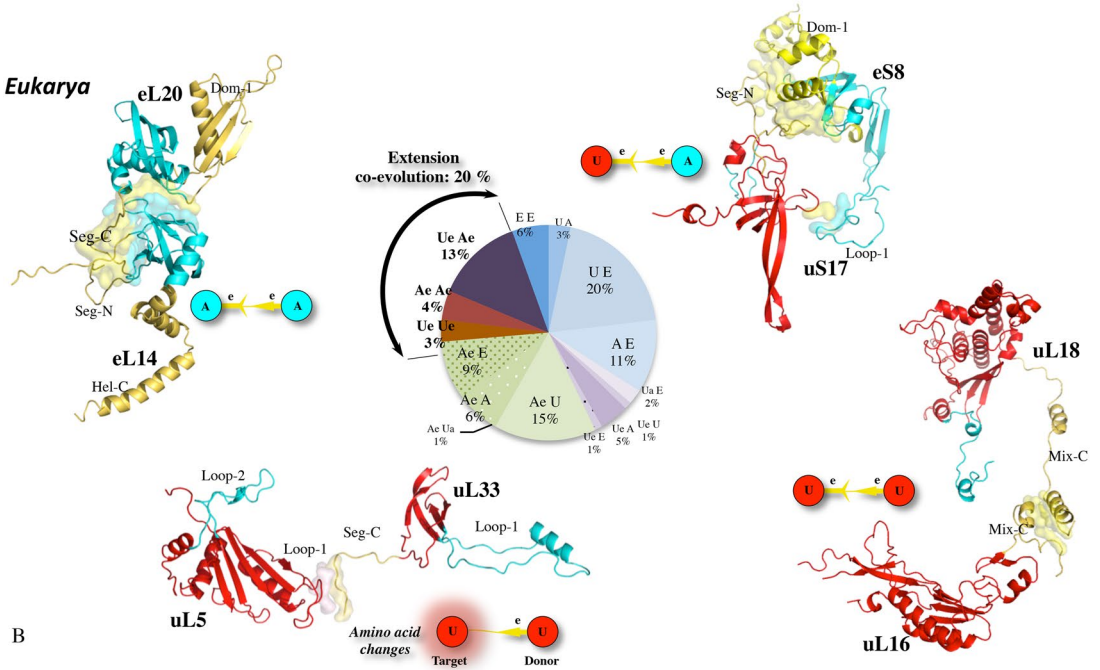 Eukarya
eL20
Dom-1
Seg-C
Seg-N
eL14
Hel-C
A
e
e
A
Extension
co-evolution: 20 %
E E
6%
U A
3%
U E
20%
A E
11%
Ua E
2%
Ue U
1%
Ue A
5%
Ue E
1%
Ae U
15%
Ae Ua
1%
Ae A
6%
Ae E
9%
Ue Ue
3%
Ae Ae
4%
Ue Ae
13%
Dom-1
eS8
Seg-N
U
e
e
A
uS17
Loop-1
uL18
Mix-C
U
e
e
U
Mix-C
uL16
Loop-2
uL33
Loop-1
Seg-C
Loop-1
uL5
Amino acid
changes
U
e
U
Target
Donor
B